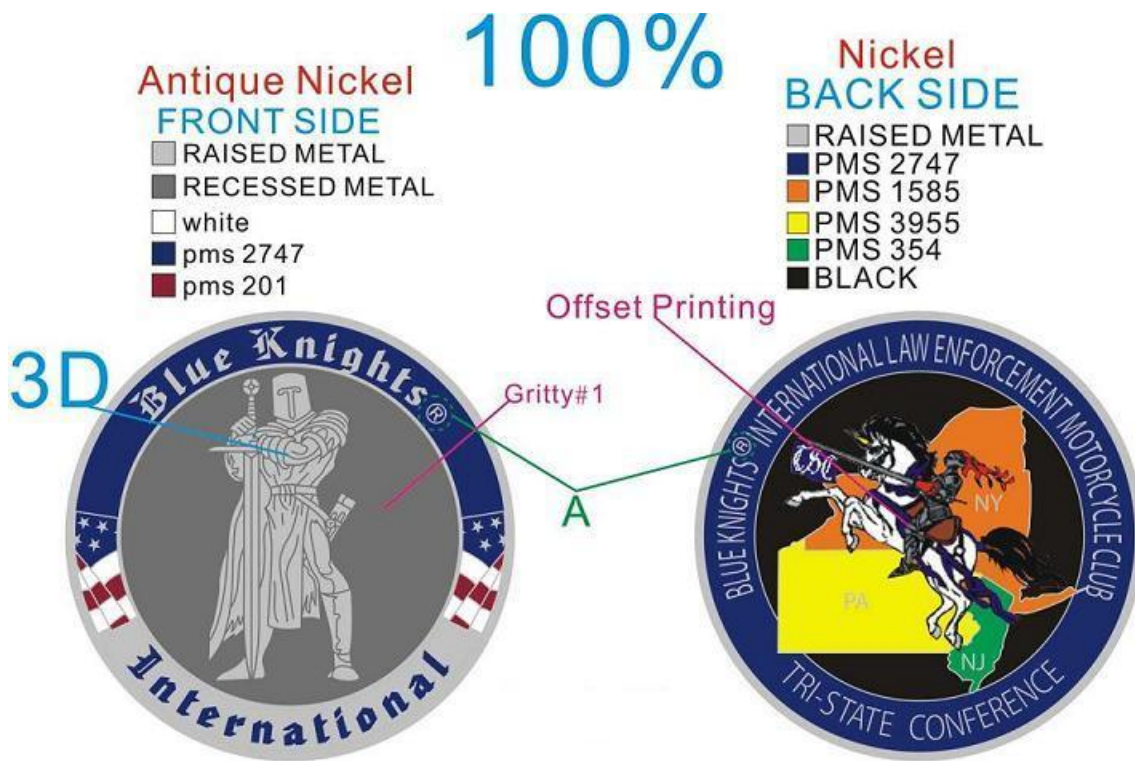 100%
Antique Nickel
FRONT SIDE
RAISED METAL
RECESSED METAL
white
pms 2747
pms 201
Nickel
BACK SIDE
RAISED METAL
PMS 2747
PMS 1585
PMS 3955
PMS 354
BLACK
Offset Printing
3D
Gritty#1
A
Blue Knights®
International
BLUE KNIGHTS® INTERNATIONAL LAW ENFORCEMENT MOTORCYCLE CLUB
NY
PA
NJ
TRI-STATE CONFERENCE